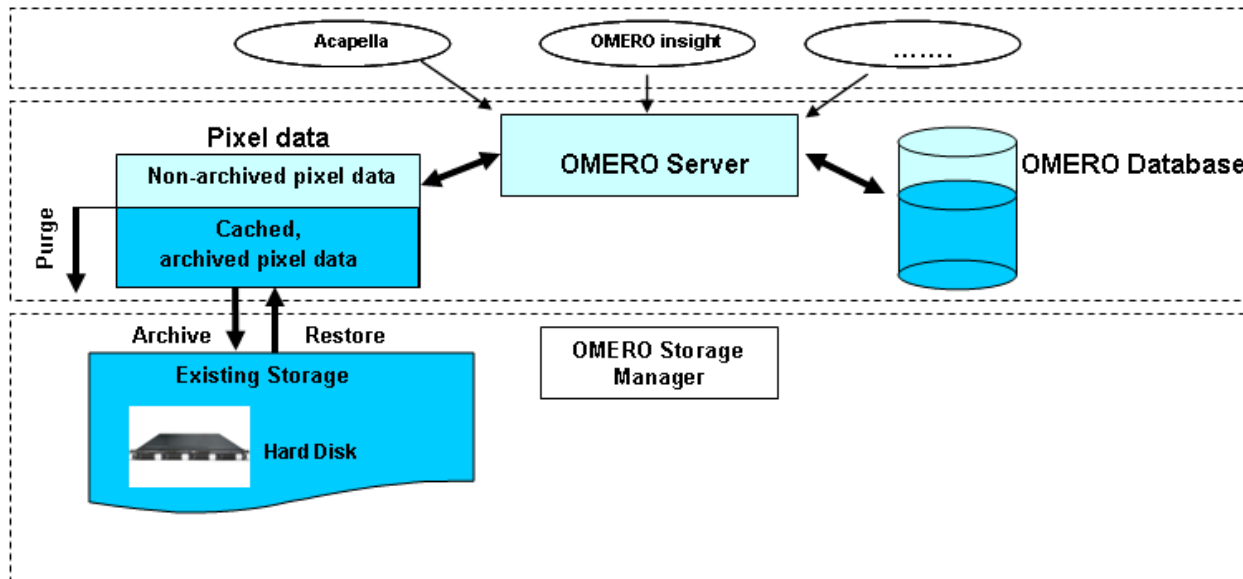 Acapella
OMERO insight
.......
Pixel data
Non-archived pixel data
Cached,
archived pixel data
Purge
OMERO Server
OMERO Database
Archive
Restore
Existing Storage
Hard Disk
OMERO Storage
Manager